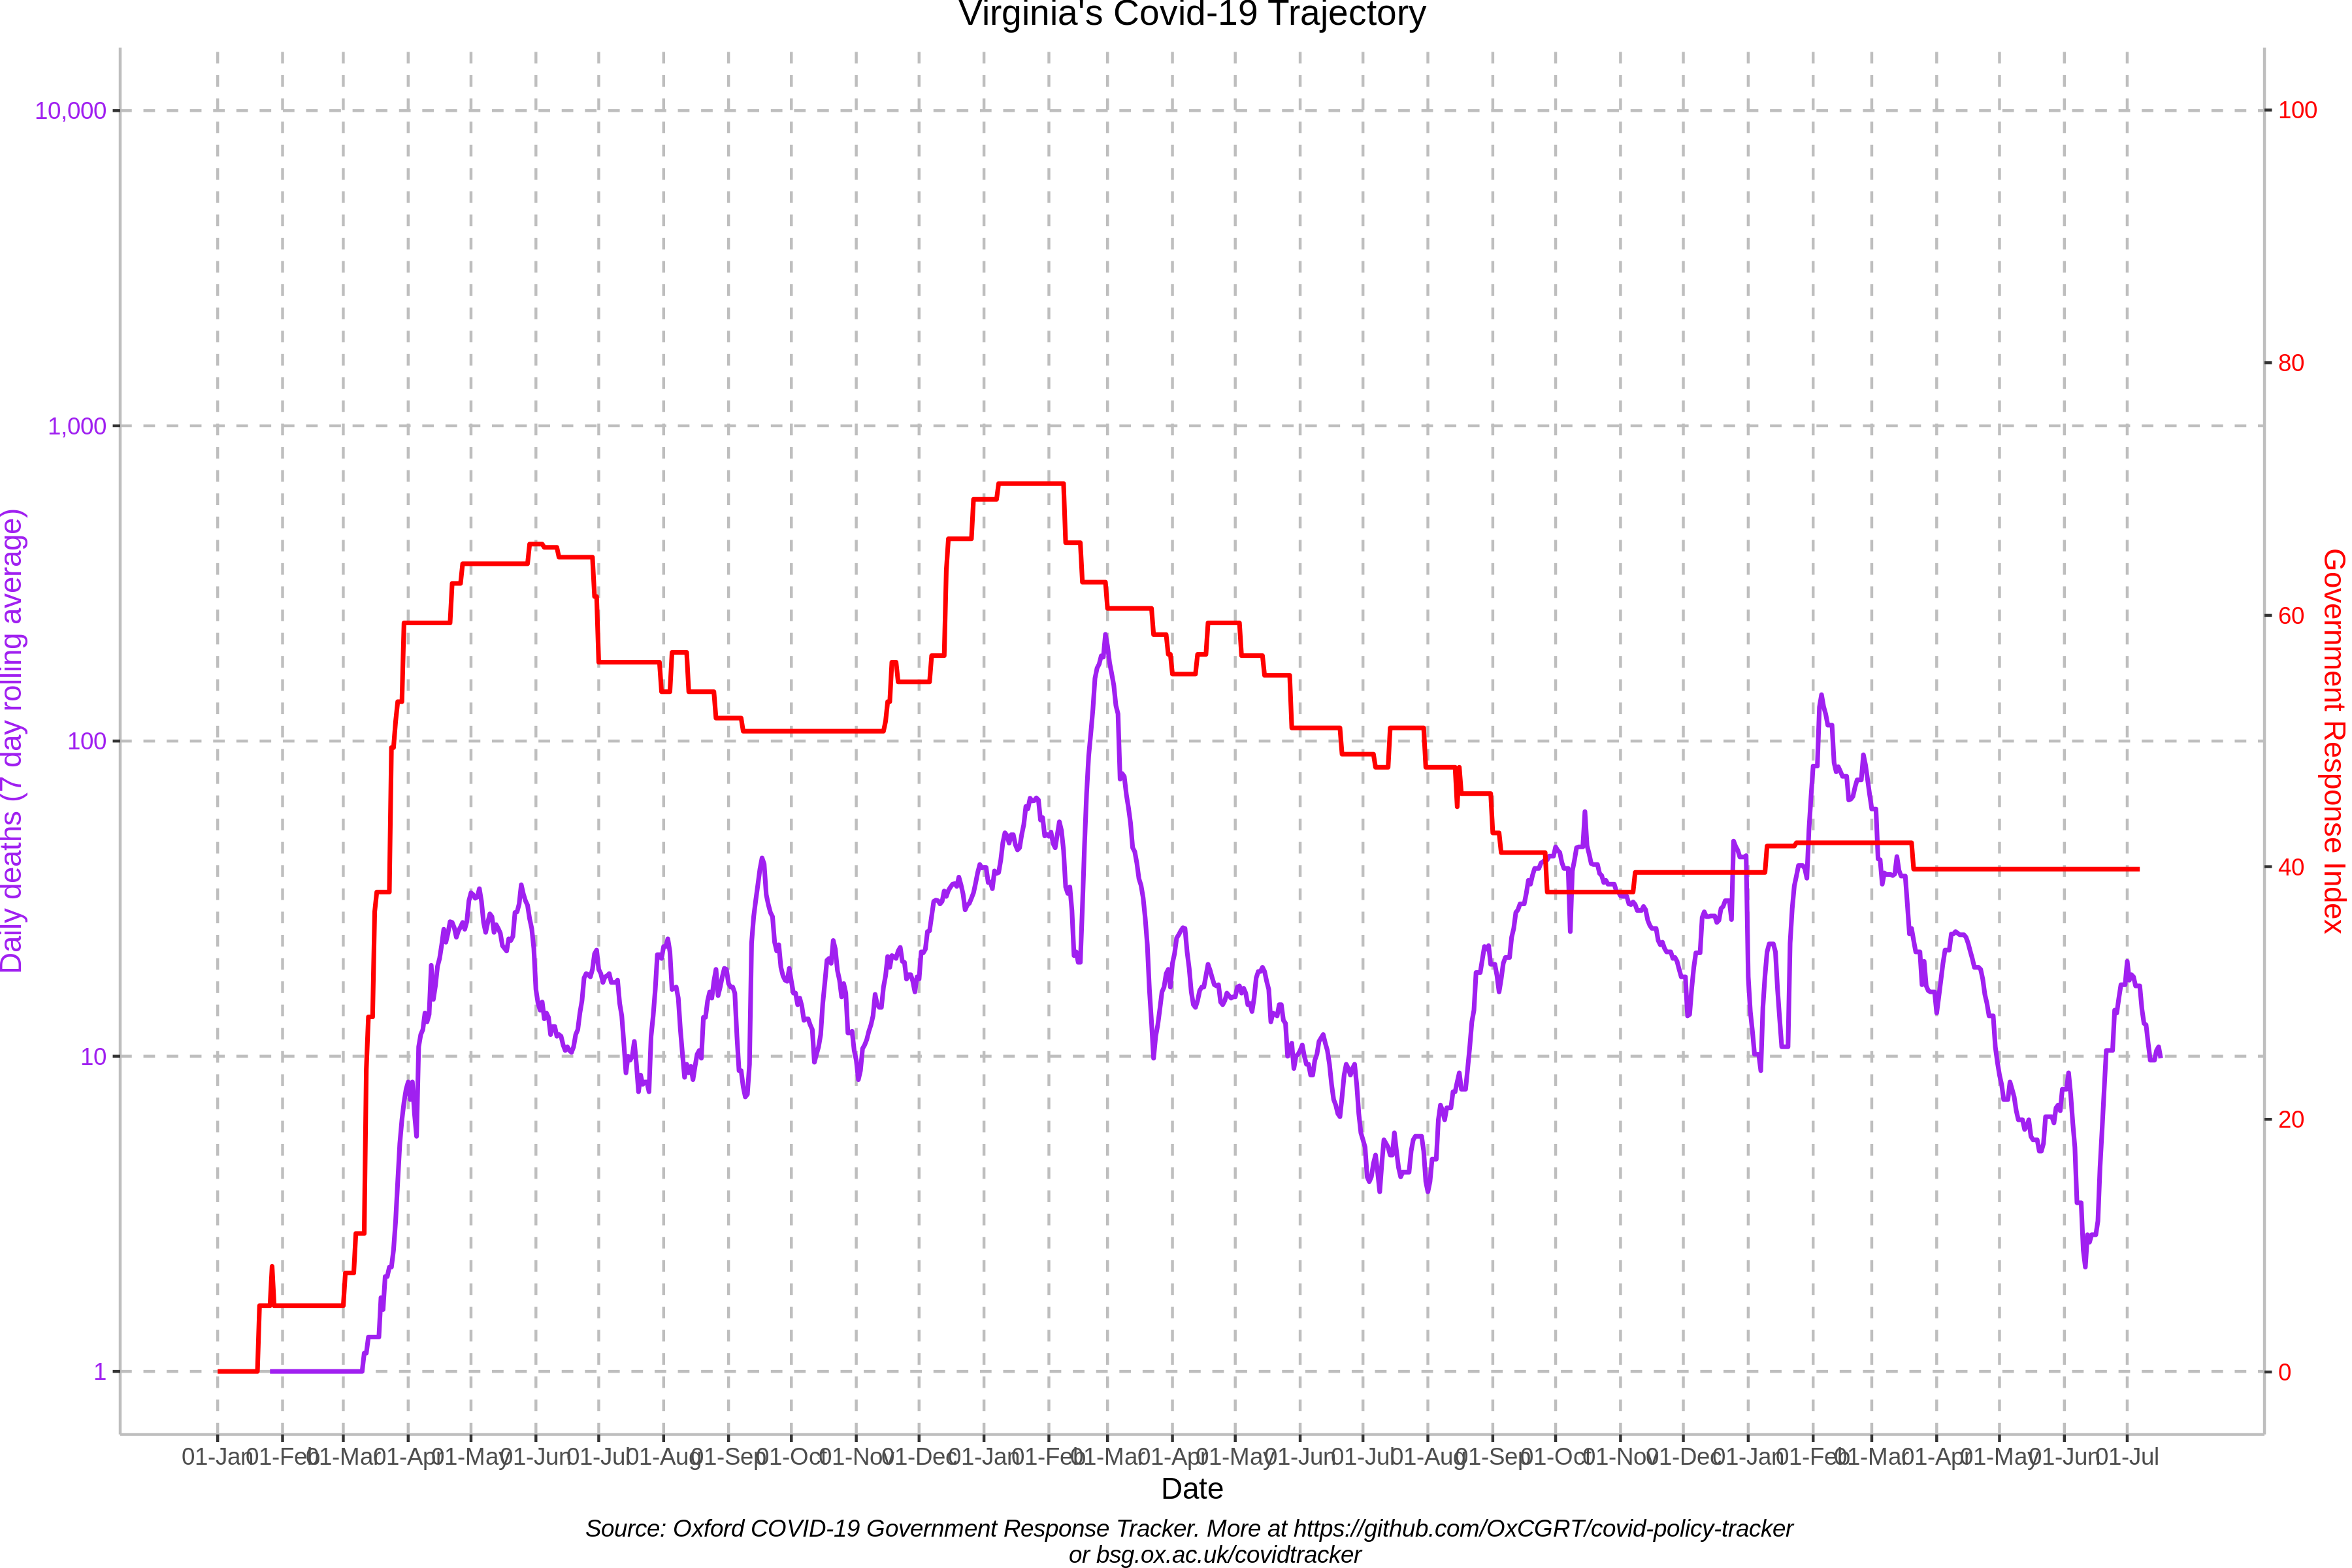 Virginia's Covid-19 Trajectory
10,000
1,000
100
10
1
Daily deaths (7 day rolling average)
100
80
60
40
20
0
Government Response Index
01-Jan 01-Feb 01-Mar 01-Apr 01-May 01-Jun 01-Jul 01-Aug 01-Sep 01-Oct 01-Nov 01-Dec 01-Jan 01-Feb 01-Mar 01-Apr 01-May 01-Jun 01-Jul 01-Aug 01-Sep 01-Oct 01-Nov 01-Dec 01-Jan 01-Feb 01-Mar 01-Apr 01-May 01-Jun 01-Jul
Date
Source: Oxford COVID-19 Government Response Tracker. More at https://github.com/OxCGRT/covid-policy-tracker
or bsg.ox.ac.uk/covidtracker